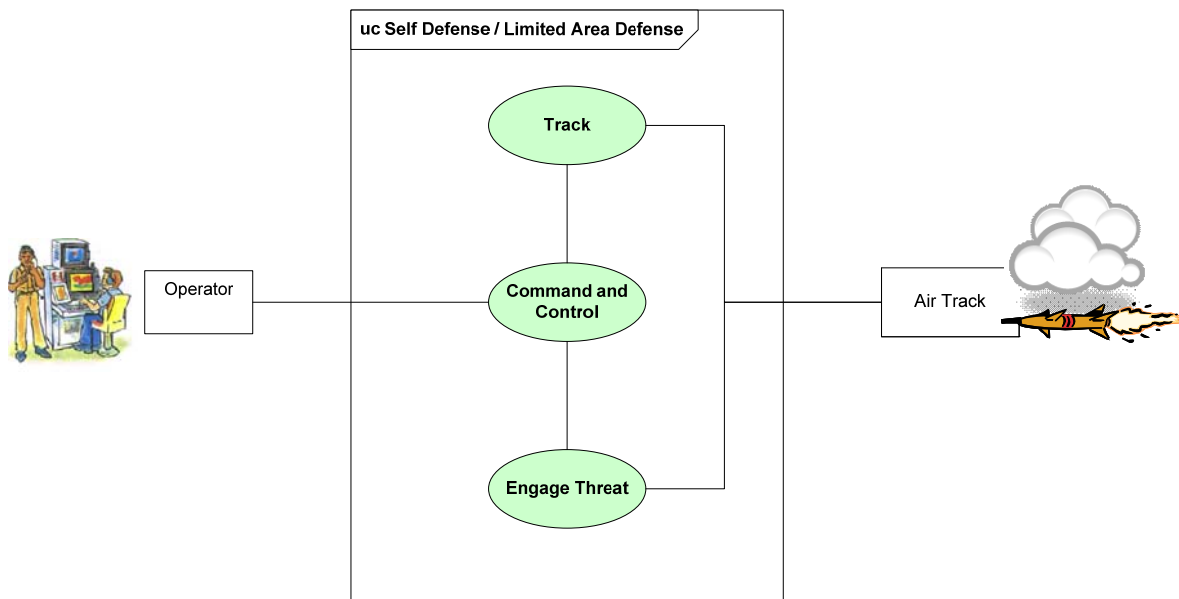 uc Self Defense / Limited Area Defense
Track
Operator
Command and
Control
Air Track
Engage Threat